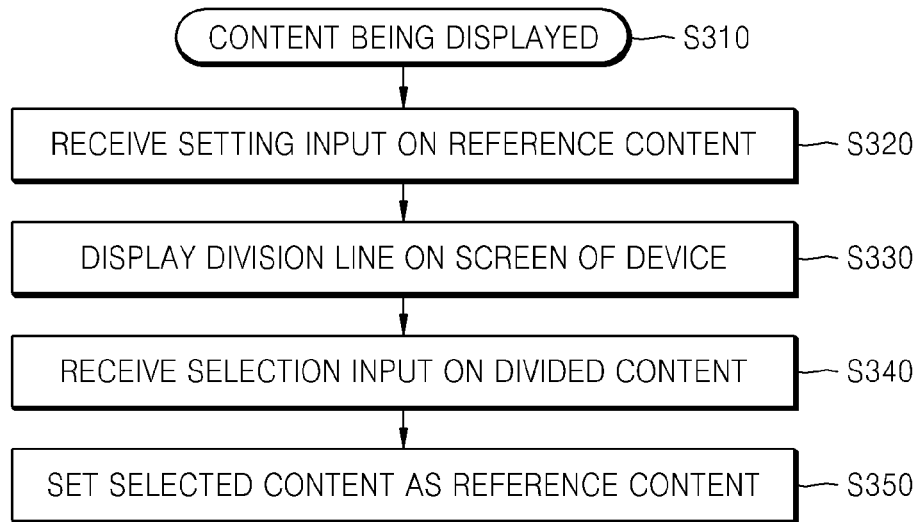 CONTENT BEING DISPLAYED S310
RECEIVE SETTING INPUT ON REFERENCE CONTENT S320
DISPLAY DIVISION LINE ON SCREEN OF DEVICE S330
RECEIVE SELECTION INPUT ON DIVIDED CONTENT S340
SET SELECTED CONTENT AS REFERENCE CONTENT S350